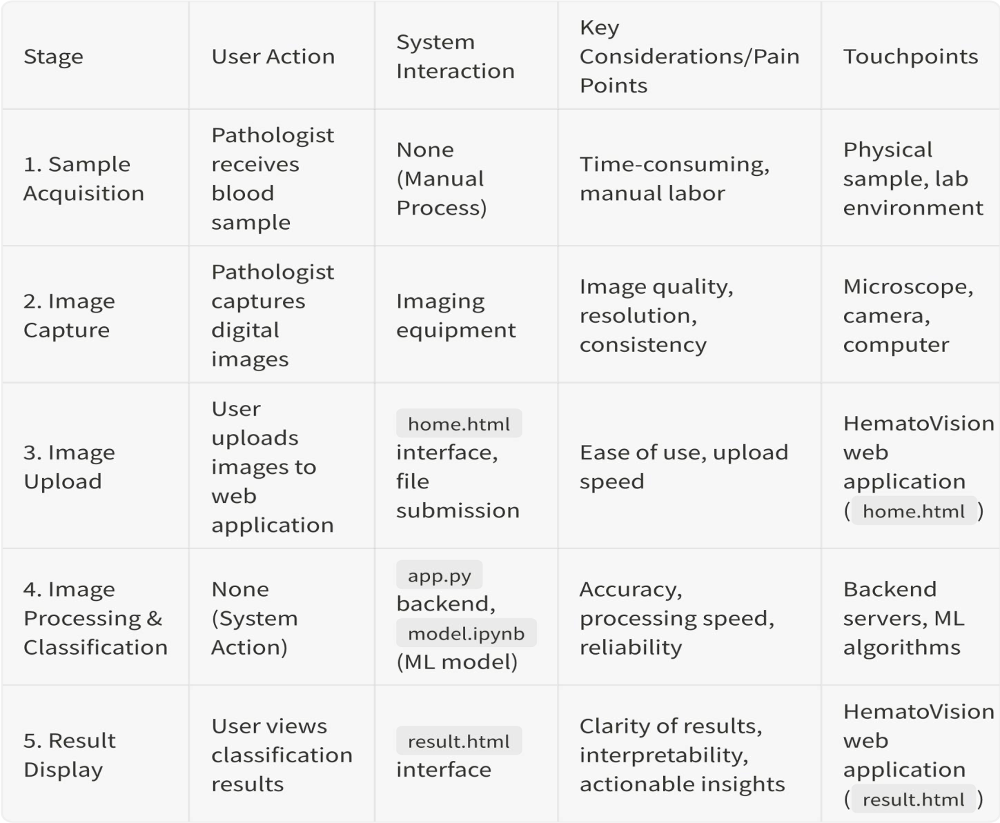 Stage
User Action
System
Interaction
Key
Considerations/Pain
Points
Touchpoints
1. Sample
Acquisition
Pathologist
receives
blood
sample
None
(Manual
Process)
Time-consuming,
manual labor
Physical
sample, lab
environment
2. Image
Capture
Pathologist
captures
digital
images
Imaging
equipment
Image quality,
resolution,
consistency
Microscope,
camera,
computer
3. Image
Upload
User
uploads
images to
web
application
home.html
interface,
file
submission
Ease of use, upload
speed
HematoVision
web
application
( home.html )
4. Image
Processing &
Classification
None
(System
Action)
app.py
backend,
model.ipynb
(ML model)
Accuracy,
processing speed,
reliability
Backend
servers, ML
algorithms
5. Result
Display
User views
classification
results
result.html
interface
Clarity of results,
interpretability,
actionable insights
HematoVision
web
application
( result.html )